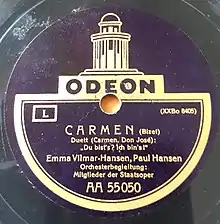 ODEON
L
(XXBo 8405)
CARMEN (Bizet)
Duett (Carmen, Don José):
„Du bist's? Ich bin's!"
Emma Vilmar-Hansen, Paul Hansen
Orchesterbegleitung:
Mitglieder der Staatsoper
AA 55050